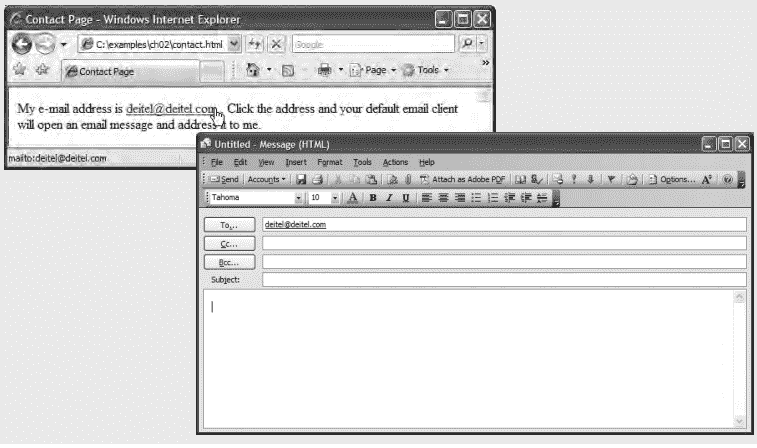 Contact Page - Windows Internet Explorer
C:\examples\ch02\contact.html
Google
Contact Page
Page
Tools
»
My e-mail address is deitel@deitel.com. Click the address and your default email client
will open an email message and address it to me.
mailto:deitel@deitel.com
Untitled - Message (HTML)
File Edit View Insert Format Tools Actions Help
Send Accounts Attach as Adobe PDF Options...
Tahoma 10 A B I U
To...
deitel@deitel.com
Cc...
Bcc...
Subject: